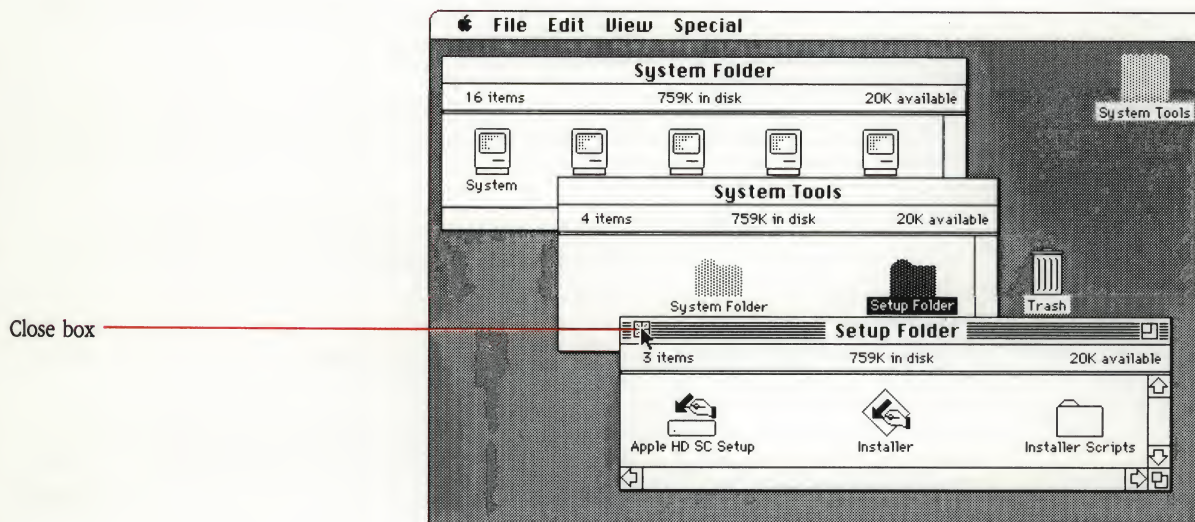 File Edit View Special
System Folder
16 items 759K in disk 20K available
System Tools
System
System Tools
4 items 759K in disk 20K available
System Folder Setup Folder
Trash
Close box
Setup Folder
3 items 759K in disk 20K available
Apple HD SC Setup Installer Installer Scripts